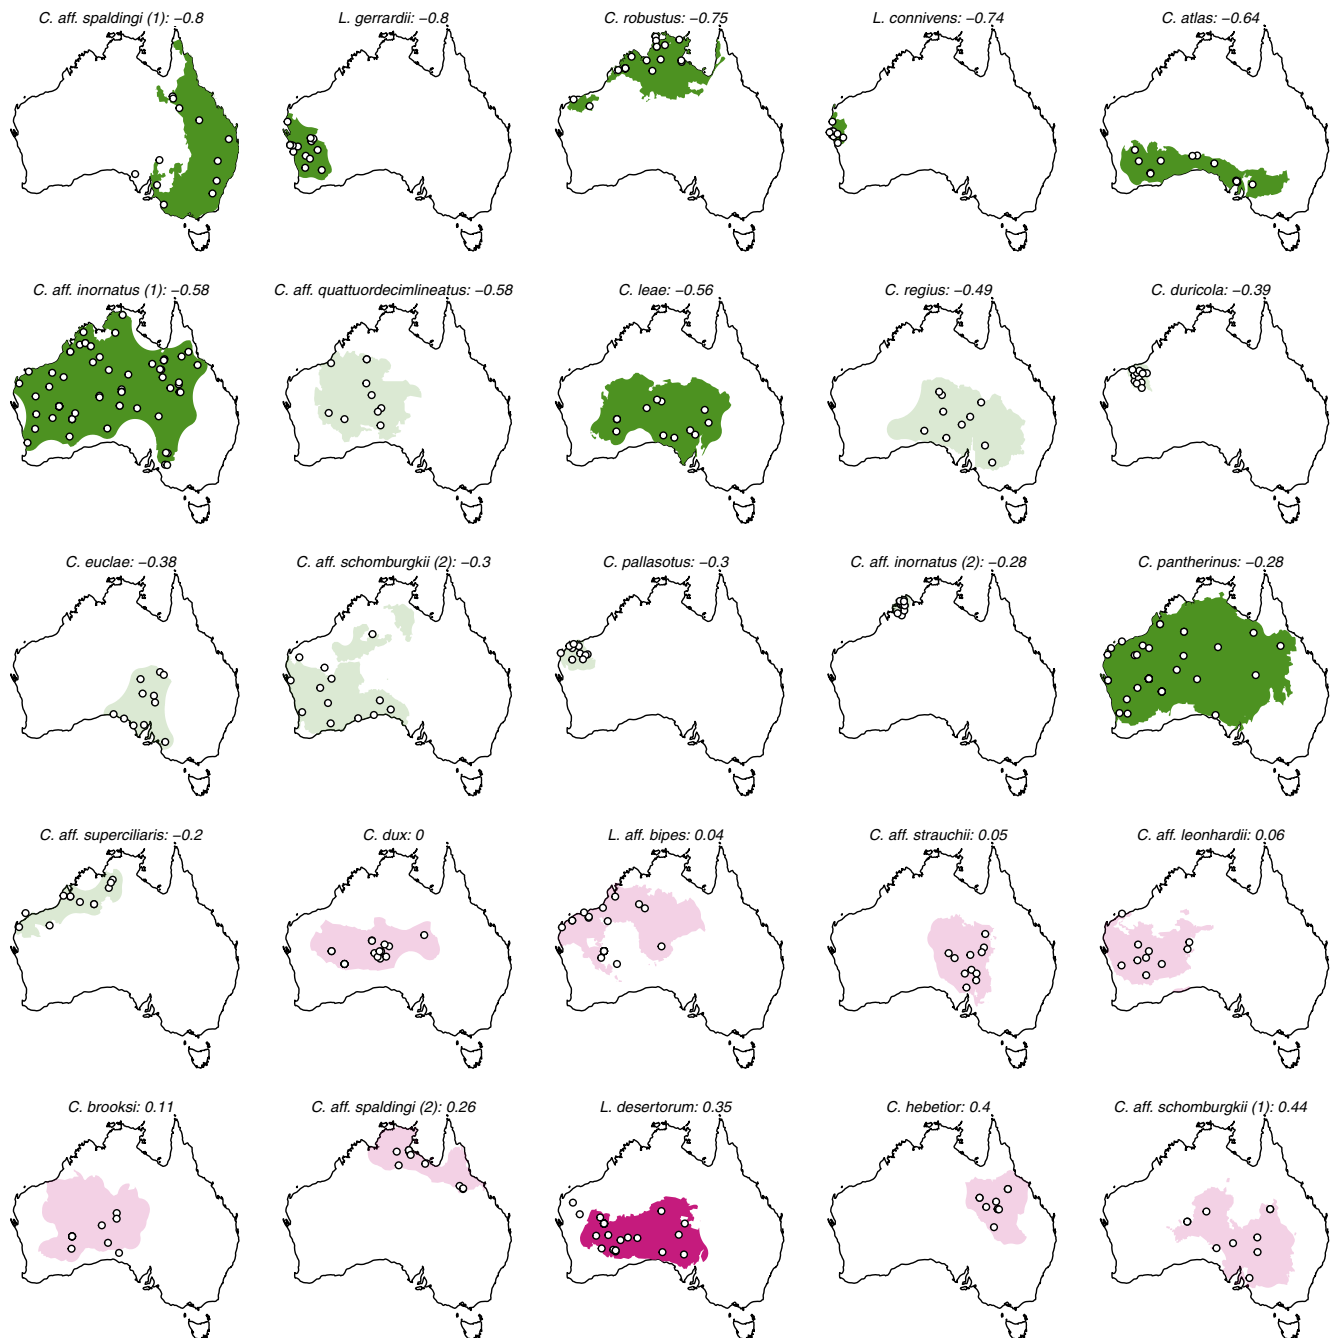 C. aff. spaldingi (1): −0.8
L. gerrardii: −0.8
C. robustus: −0.75
L. connivens: −0.74
C. atlas: −0.64
C. aff. inornatus (1): −0.58
C. aff. quattuordecimlineatus: −0.58
C. leae: −0.56
C. regius: −0.49
C. duricola: −0.39
C. euclae: −0.38
C. aff. schomburgkii (2): −0.3
C. pallasotus: −0.3
C. aff. inornatus (2): −0.28
C. pantherinus: −0.28
C. aff. superciliaris: −0.2
C. dux: 0
L. aff. bipes: 0.04
C. aff. strauchii: 0.05
C. aff. leonhardii: 0.06
C. brooksi: 0.11
C. aff. spaldingi (2): 0.26
L. desertorum: 0.35
C. hebetior: 0.4
C. aff. schomburgkii (1): 0.44